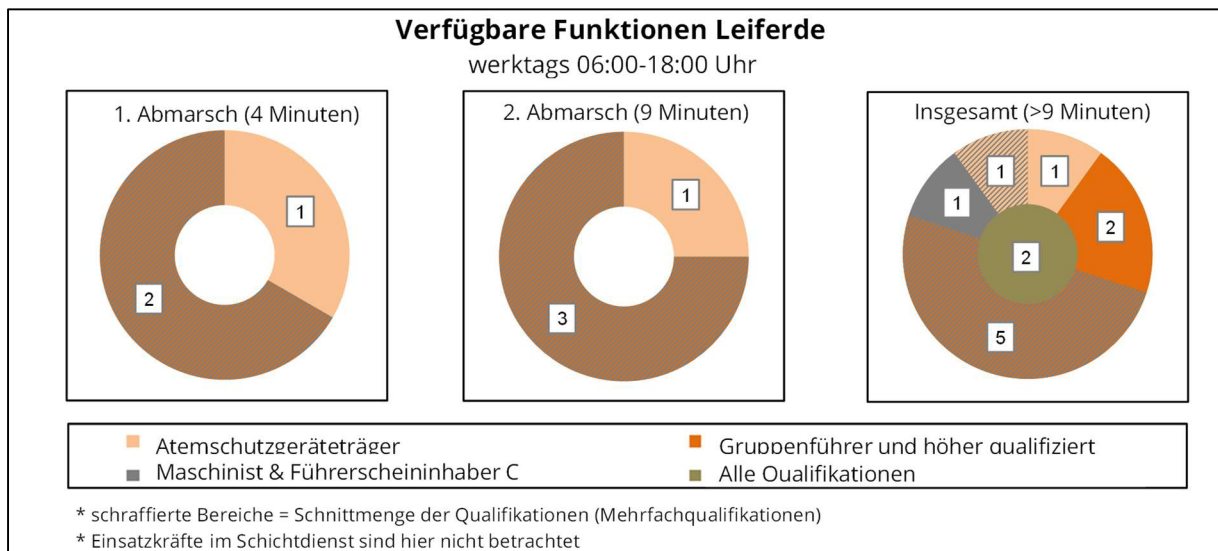 Verfügbare Funktionen Leiferde
werktags 06:00-18:00 Uhr
1. Abmarsch (4 Minuten)
1
2
2. Abmarsch (9 Minuten)
1
3
Insgesamt (>9 Minuten)
1
1
1
2
2
5
Atemschutzgeräteträger
Gruppenführer und höher qualifiziert
Maschinist & Führerscheininhaber C
Alle Qualifikationen
* schraffierte Bereiche = Schnittmenge der Qualifikationen (Mehrfachqualifikationen)
* Einsatzkräfte im Schichtdienst sind hier nicht betrachtet